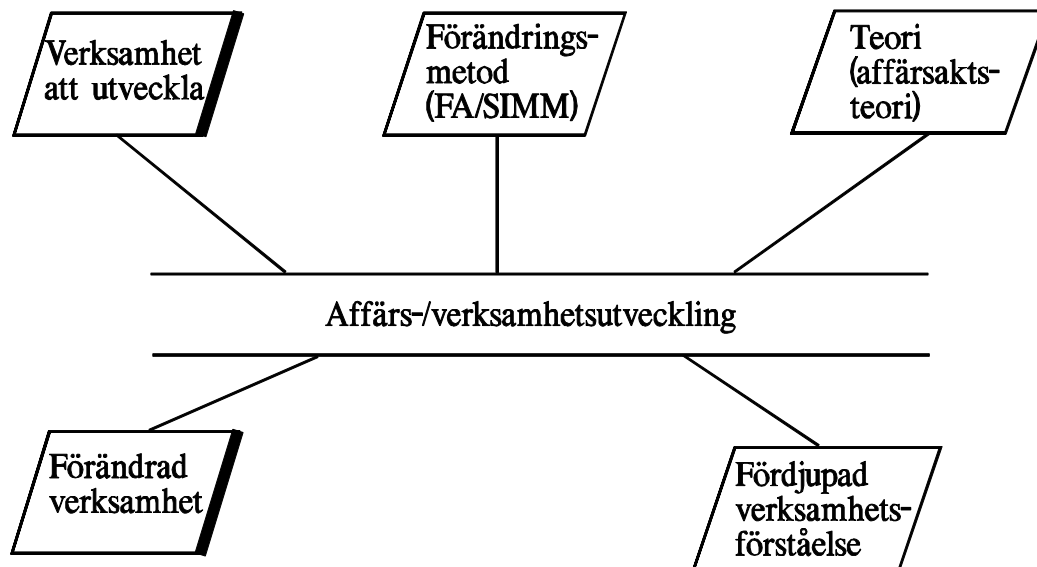 Verksamhet
att utveckla
Förändrings-
metod
(FA/SIMM)
Teori
(affärsakts-
teori)
Affärs-/verksamhetsutveckling
Förändrad
verksamhet
Fördjupad
verksamhets-
förståelse